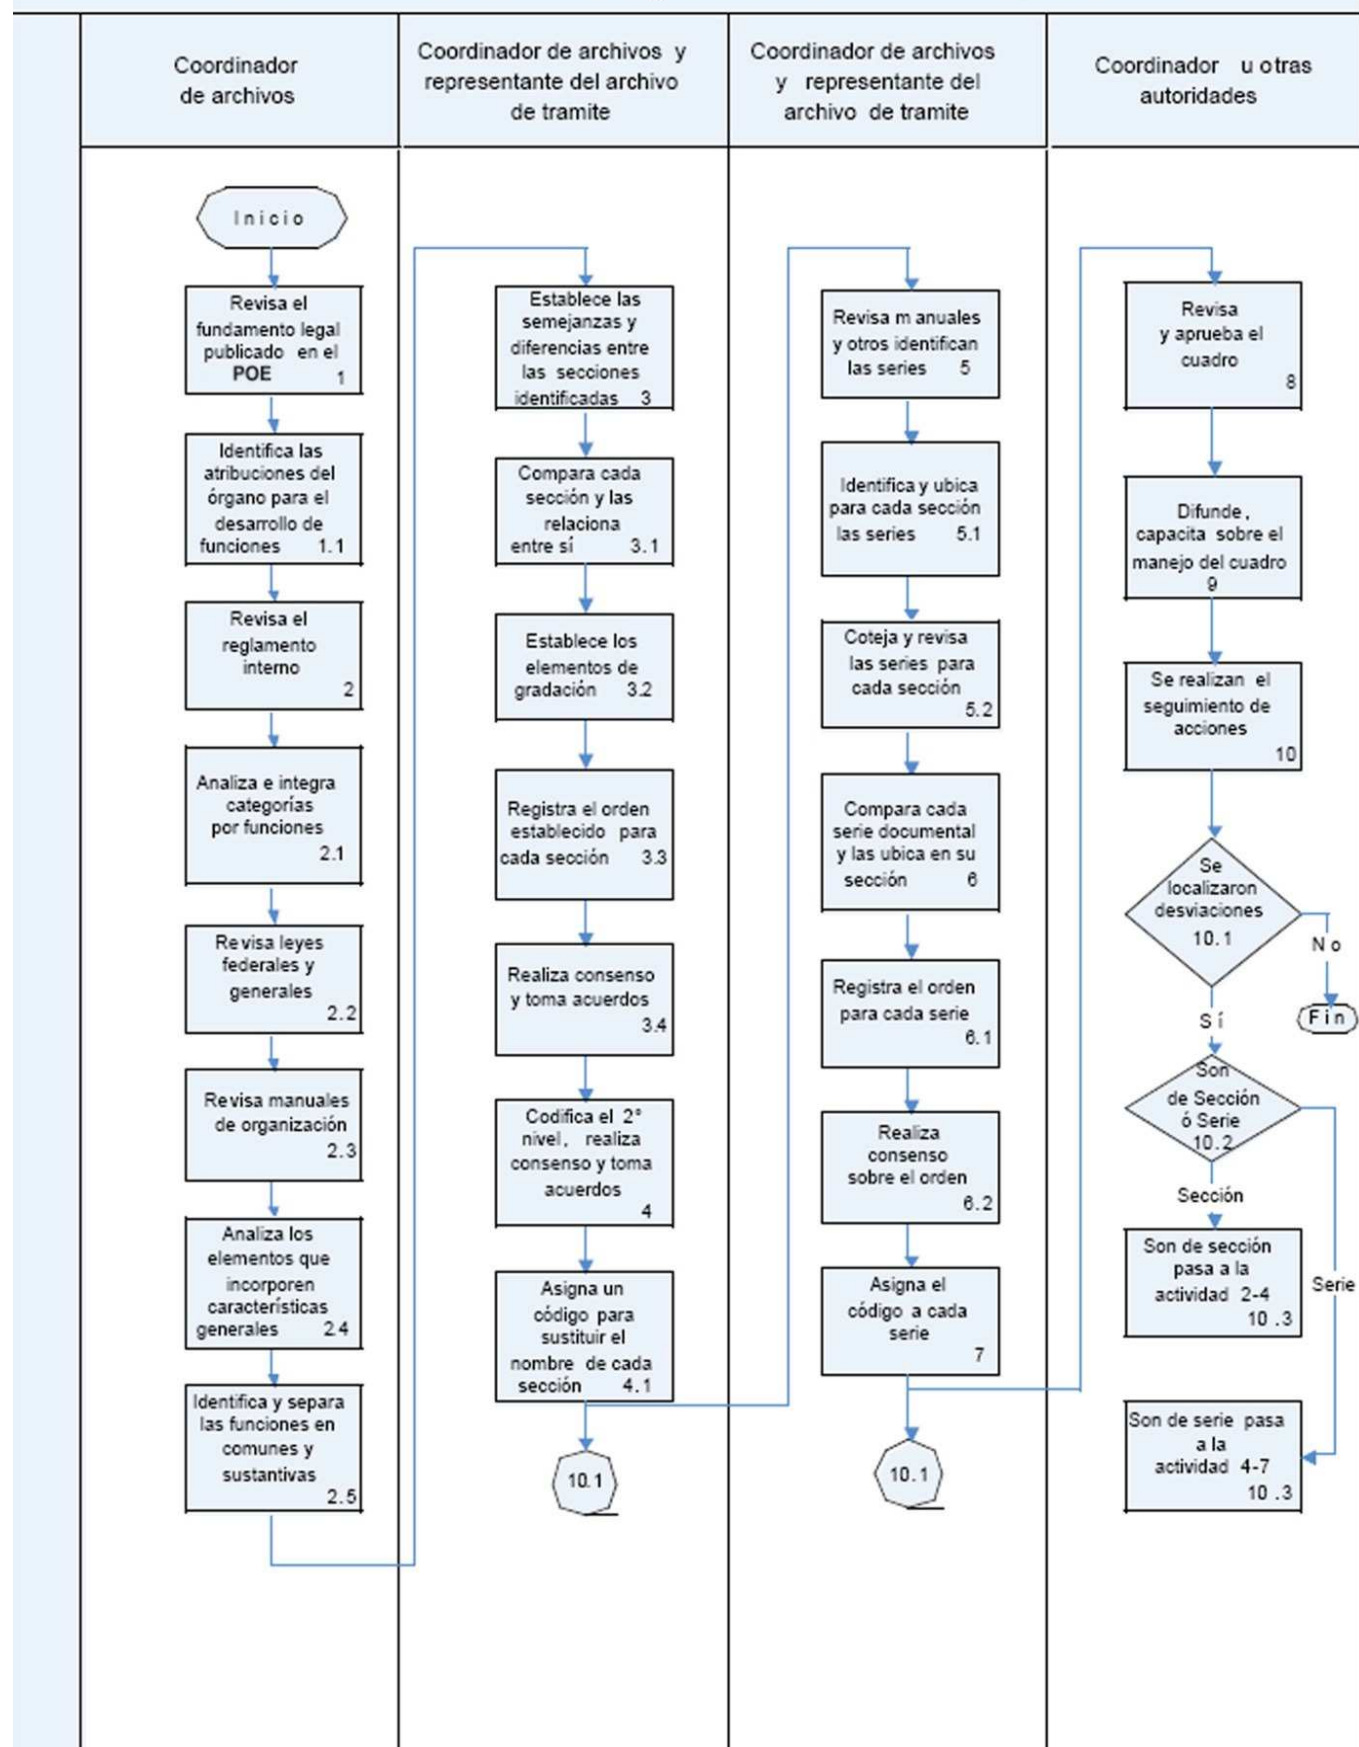 Coordinador
de archivos
Coordinador de archivos y
representante del archivo
de tramite
Coordinador de archivos
y representante del
archivo de tramite
Coordinador u otras
autoridades
Inicio
Revisa el
fundamento legal
publicado en el
POE 1
Identifica las
atribuciones del
órgano para el
desarrollo de
funciones 1.1
Revisa el
reglamento
interno
2
Analiza e integra
categorías
por funciones
2.1
Revisa leyes
federales y
generales
2.2
Revisa manuales
de organización
2.3
Analiza los
elementos que
incorporen
características
generales 2.4
Identifica y separa
las funciones en
comunes y
sustantivas
2.5
Establece las
semejanzas y
diferencias entre
las secciones
identificadas 3
Compara cada
sección y las
relaciona
entre sí 3.1
Establece los
elementos de
gradación 3.2
Registra el orden
establecido para
cada sección 3.3
Realiza consenso
y toma acuerdos
3.4
Codifica el 2°
nivel, realiza
consenso y toma
acuerdos
4
Asigna un
código para
sustituir el
nombre de cada
sección 4.1
10.1
Revisa manuales
y otros identifican
las series 5
Identifica y ubica
para cada sección
las series 5.1
Coteja y revisa
las series para
cada sección
5.2
Compara cada
serie documental
y las ubica en su
sección 6
Registra el orden
para cada serie
6.1
Realiza
consenso
sobre el orden
6.2
Asigna el
código a cada
serie
7
10.1
Revisa
y aprueba el
cuadro
8
Difunde,
capacita sobre el
manejo del cuadro
9
Se realizan el
seguimiento de
acciones
10
Se
localizaron
desviaciones
10.1
No
Fin
Sí
Son
de Sección
ó Serie
10.2
Sección
Serie
Son de sección
pasa a la
actividad 2-4
10.3
Son de serie pasa
a la
actividad 4-7
10.3